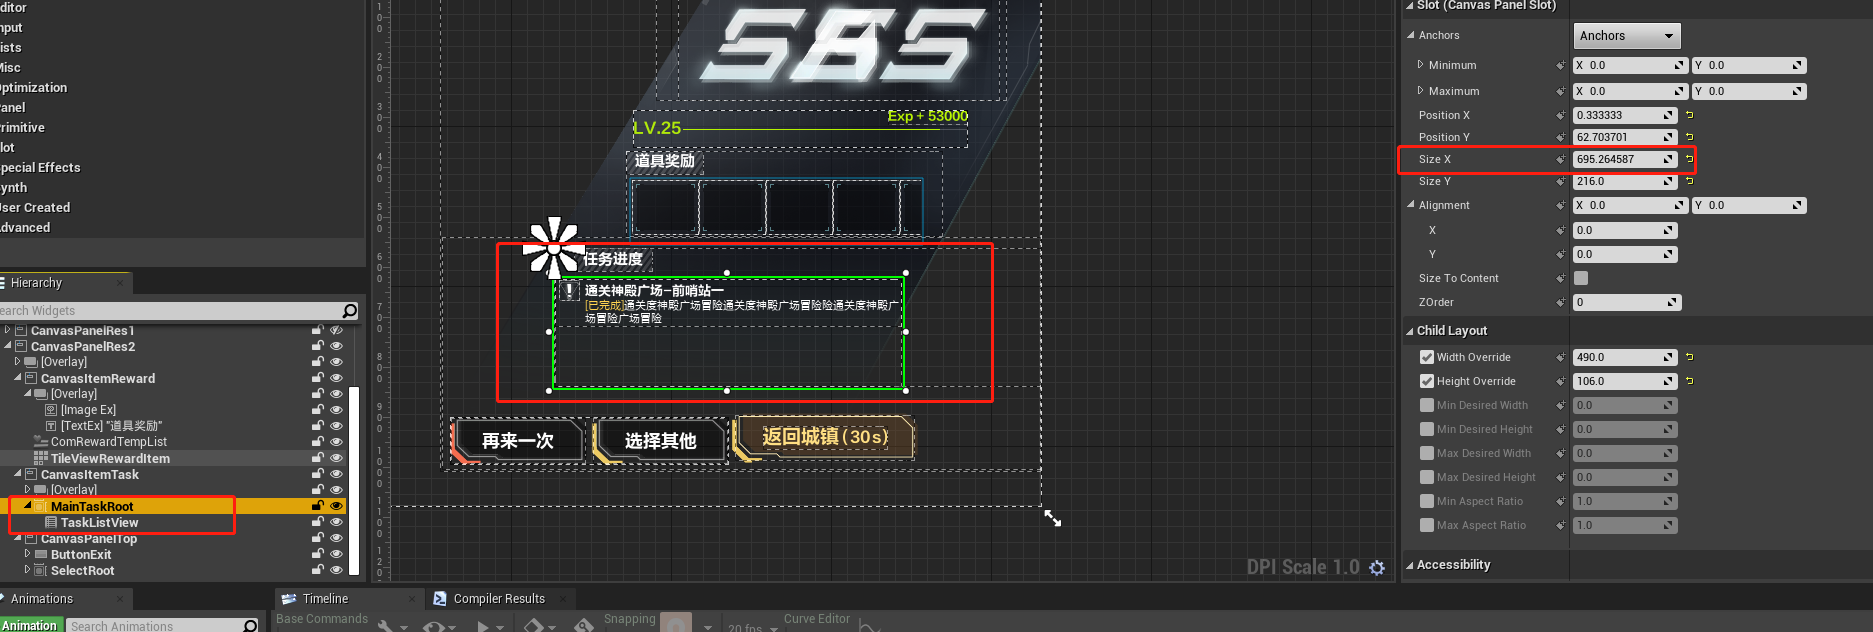 ditor
nput
ists
Misc
Optimization
Panel
Primitive
lot
Special Effects
ynth
User Created
Advanced
Hierarchy
earch Widgets
CanvasPanelRes1
CanvasPanelRes2
[Overlay]
CanvasItemReward
[Overlay]
[Image Ex]
[TextEx] "道具奖励"
ComRewardTempList
TileViewRewardItem
CanvasItemTask
[Overlay]
MainTaskRoot
TaskListView
CanvasPanelTop
ButtonExit
SelectRoot
Animations
Animation
Search Animations
LV.25
Exp + 53000
道具奖励
任务进度
通关神殿广场-前哨站一
[已完成]通关度神殿广场冒险通关度神殿广场冒险险通关度神殿广
场冒险广场冒险
再来一次
选择其他
返回城镇(30s)
DPI Scale 1.0
Timeline
Compiler Results
Base Commands
Snapping
20 fps
Curve Editor
Slot (Canvas Panel Slot)
Anchors
Anchors
Minimum X 0.0 Y 0.0
Maximum X 0.0 Y 0.0
Position X 0.333333
Position Y 62.703701
Size X 695.264587
Size Y 216.0
Alignment X 0.0 Y 0.0
X 0.0
Y 0.0
Size To Content
ZOrder 0
Child Layout
Width Override 490.0
Height Override 106.0
Min Desired Width 0.0
Min Desired Height 0.0
Max Desired Width 0.0
Max Desired Height 0.0
Min Aspect Ratio 1.0
Max Aspect Ratio 1.0
Accessibility